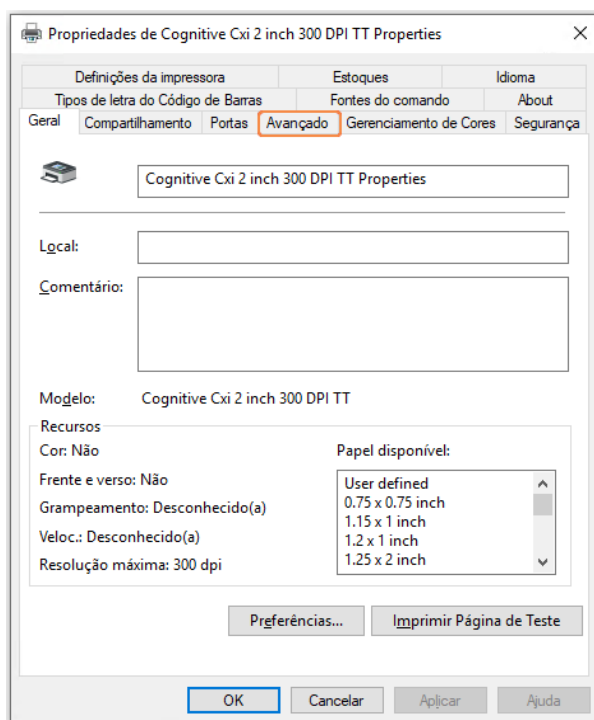 Propriedades de Cognitive Cxi 2 inch 300 DPI TT Properties
Definições da impressora Estoques Idioma
Tipos de letra do Código de Barras Fontes do comando About
Geral Compartilhamento Portas Avançado Gerenciamento de Cores Segurança
Cognitive Cxi 2 inch 300 DPI TT Properties
Local:
Comentário:
Modelo: Cognitive Cxi 2 inch 300 DPI TT
Recursos
Cor: Não
Frente e verso: Não
Grampeamento: Desconhecido(a)
Veloc.: Desconhecido(a)
Resolução máxima: 300 dpi
Papel disponível:
User defined
0.75 x 0.75 inch
1.15 x 1 inch
1.2 x 1 inch
1.25 x 2 inch
Preferências... Imprimir Página de Teste
OK Cancelar Aplicar Ajuda